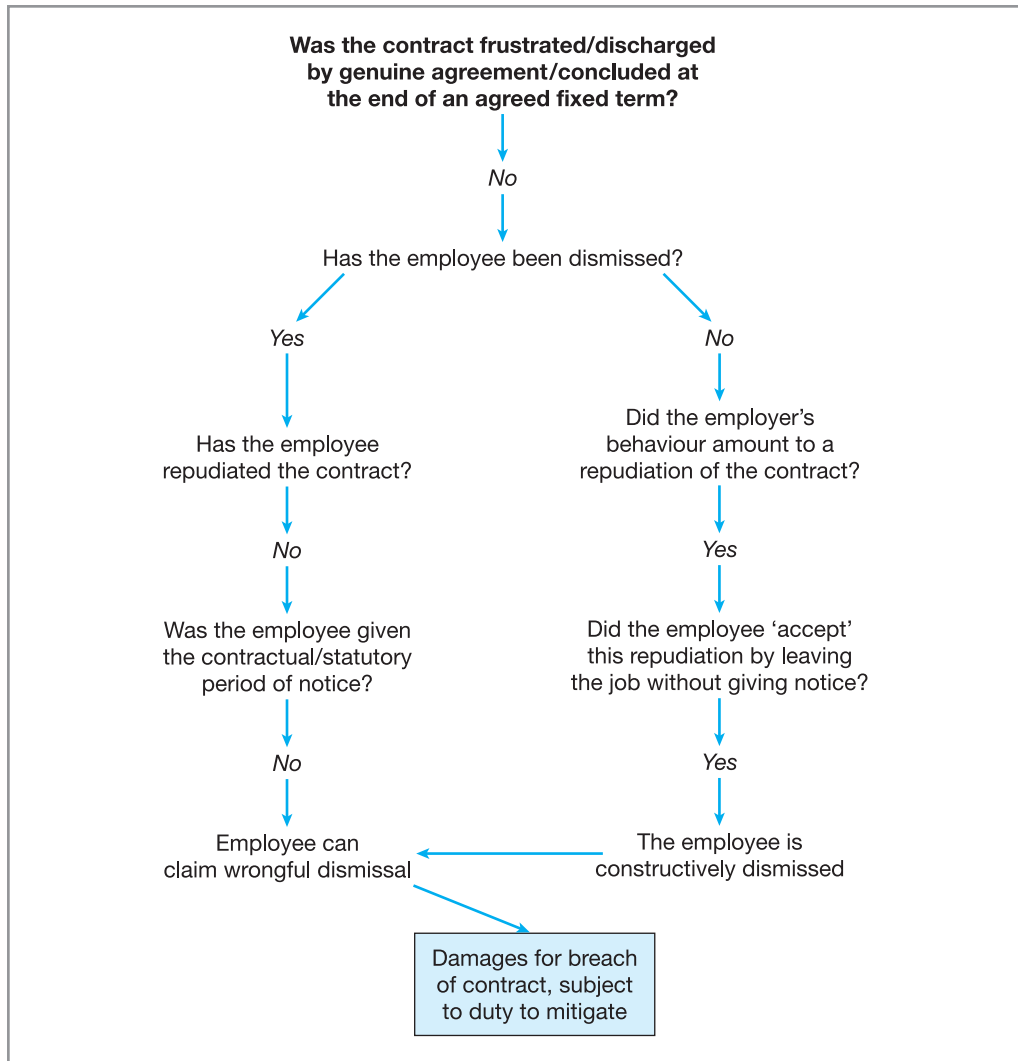 Was the contract frustrated/discharged
by genuine agreement/concluded at
the end of an agreed fixed term?
No
Has the employee been dismissed?
Yes
No
Has the employee
repudiated the contract?
Did the employer’s
behaviour amount to a
repudiation of the contract?
No
Yes
Was the employee given
the contractual/statutory
period of notice?
Did the employee ‘accept’
this repudiation by leaving
the job without giving notice?
No
Yes
Employee can
claim wrongful dismissal
The employee is
constructively dismissed
Damages for breach
of contract, subject
to duty to mitigate